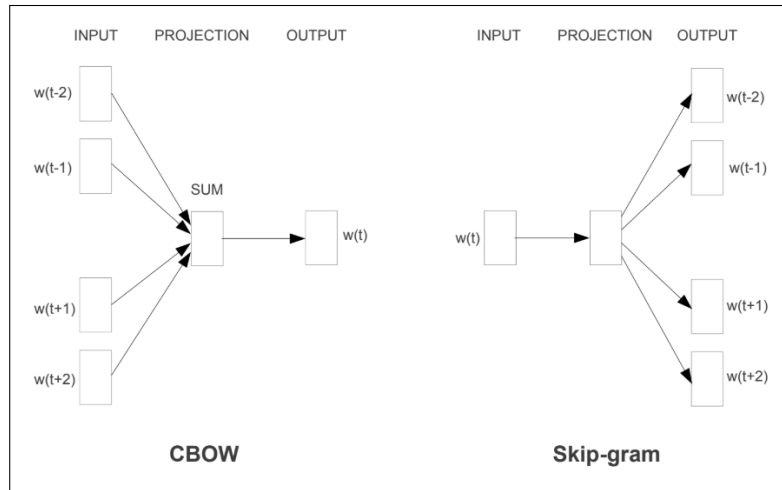 INPUT PROJECTION OUTPUT
w(t-2)
w(t-1)
SUM
w(t)
w(t+1)
w(t+2)
CBOW
INPUT PROJECTION OUTPUT
w(t-2)
w(t-1)
w(t)
w(t+1)
w(t+2)
Skip-gram